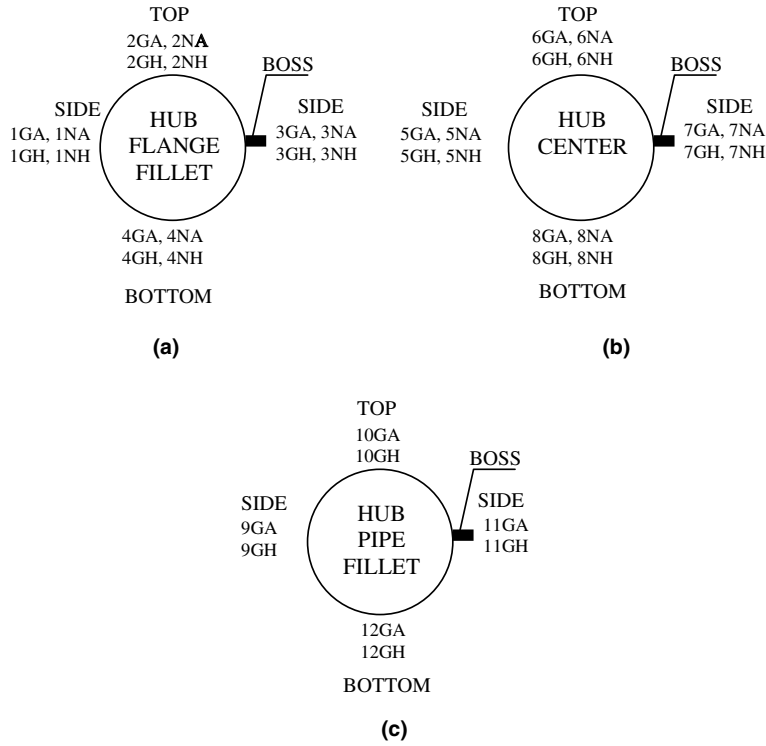 TOP
2GA, 2NA
2GH, 2NH
BOSS
SIDE
1GA, 1NA
1GH, 1NH
HUB
FLANGE
FILLET
SIDE
3GA, 3NA
3GH, 3NH
4GA, 4NA
4GH, 4NH
BOTTOM
(a)
TOP
6GA, 6NA
6GH, 6NH
BOSS
SIDE
5GA, 5NA
5GH, 5NH
HUB
CENTER
SIDE
7GA, 7NA
7GH, 7NH
8GA, 8NA
8GH, 8NH
BOTTOM
(b)
TOP
10GA
10GH
BOSS
SIDE
9GA
9GH
HUB
PIPE
FILLET
SIDE
11GA
11GH
12GA
12GH
BOTTOM
(c)